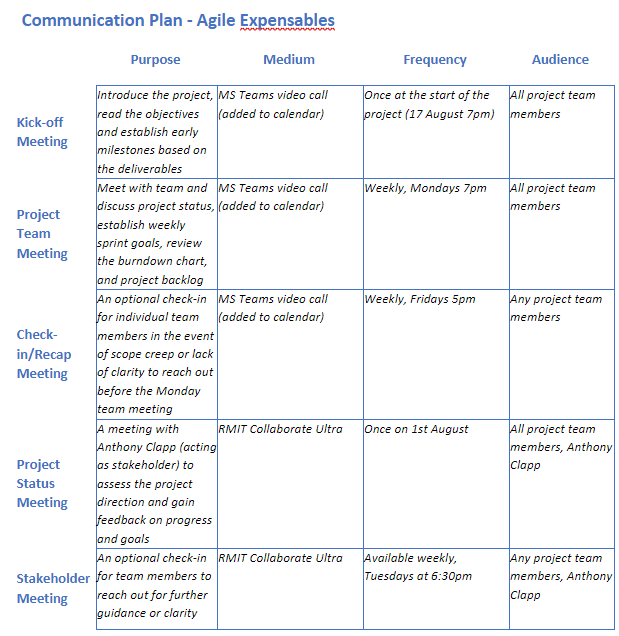 Communication Plan - Agile Expensables
Purpose Medium Frequency Audience
Kick-off
Meeting
Introduce the project,
read the objectives
and establish early
milestones based on
the deliverables
MS Teams video call
(added to calendar)
Once at the start of the
project (17 August 7pm)
All project team
members
Project
Team
Meeting
Meet with team and
discuss project status,
establish weekly
sprint goals, review
the burndown chart,
and project backlog
MS Teams video call
(added to calendar)
Weekly, Mondays 7pm
All project team
members
Check-
in/Recap
Meeting
An optional check-in
for individual team
members in the event
of scope creep or lack
of clarity to reach out
before the Monday
team meeting
MS Teams video call
(added to calendar)
Weekly, Fridays 5pm
Any project team
members
Project
Status
Meeting
A meeting with
Anthony Clapp (acting
as stakeholder) to
assess the project
direction and gain
feedback on progress
and goals
RMIT Collaborate Ultra
Once on 1st August
All project team
members, Anthony
Clapp
Stakeholder
Meeting
An optional check-in
for team members to
reach out for further
guidance or clarity
RMIT Collaborate Ultra
Available weekly,
Tuesdays at 6:30pm
Any project team
members, Anthony
Clapp